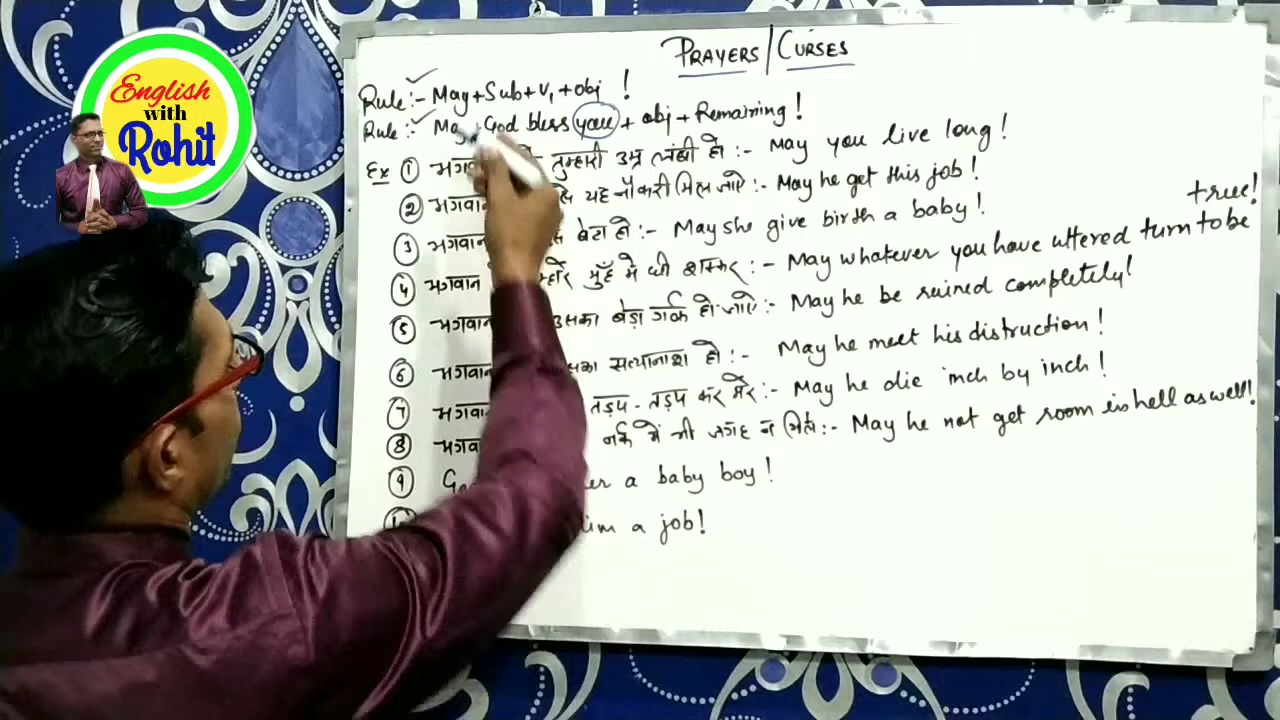 English
with
Rohit
PRAYERS/CURSES
Rule:- May+Sub+V₁+obj !
Rule:- May God bless you + obj + Remaining!
Ex ① तुम्हारी उम्र लंबी हो :- May you live long!
② भगवान यह नौकरी मिल जाऐ :- May he get this job!
③ भगवान बेटा हो :- May she give birth a baby!
④ भगवान मुँह में घी शक्कर :- May whatever you have uttered turn to be true!
⑤ भगवान उसका बेड़ा गर्क हो जाऐ :- May he be ruined completely!
⑥ भगवान सत्यानाश हो :- May he meet his distruction!
⑦ भगवान तड़प-तड़प कर मरे :- May he die inch by inch!
⑧ नर्क में भी जगह न मिले :- May he not get room in hell as well!
⑨ a baby boy!
a job!